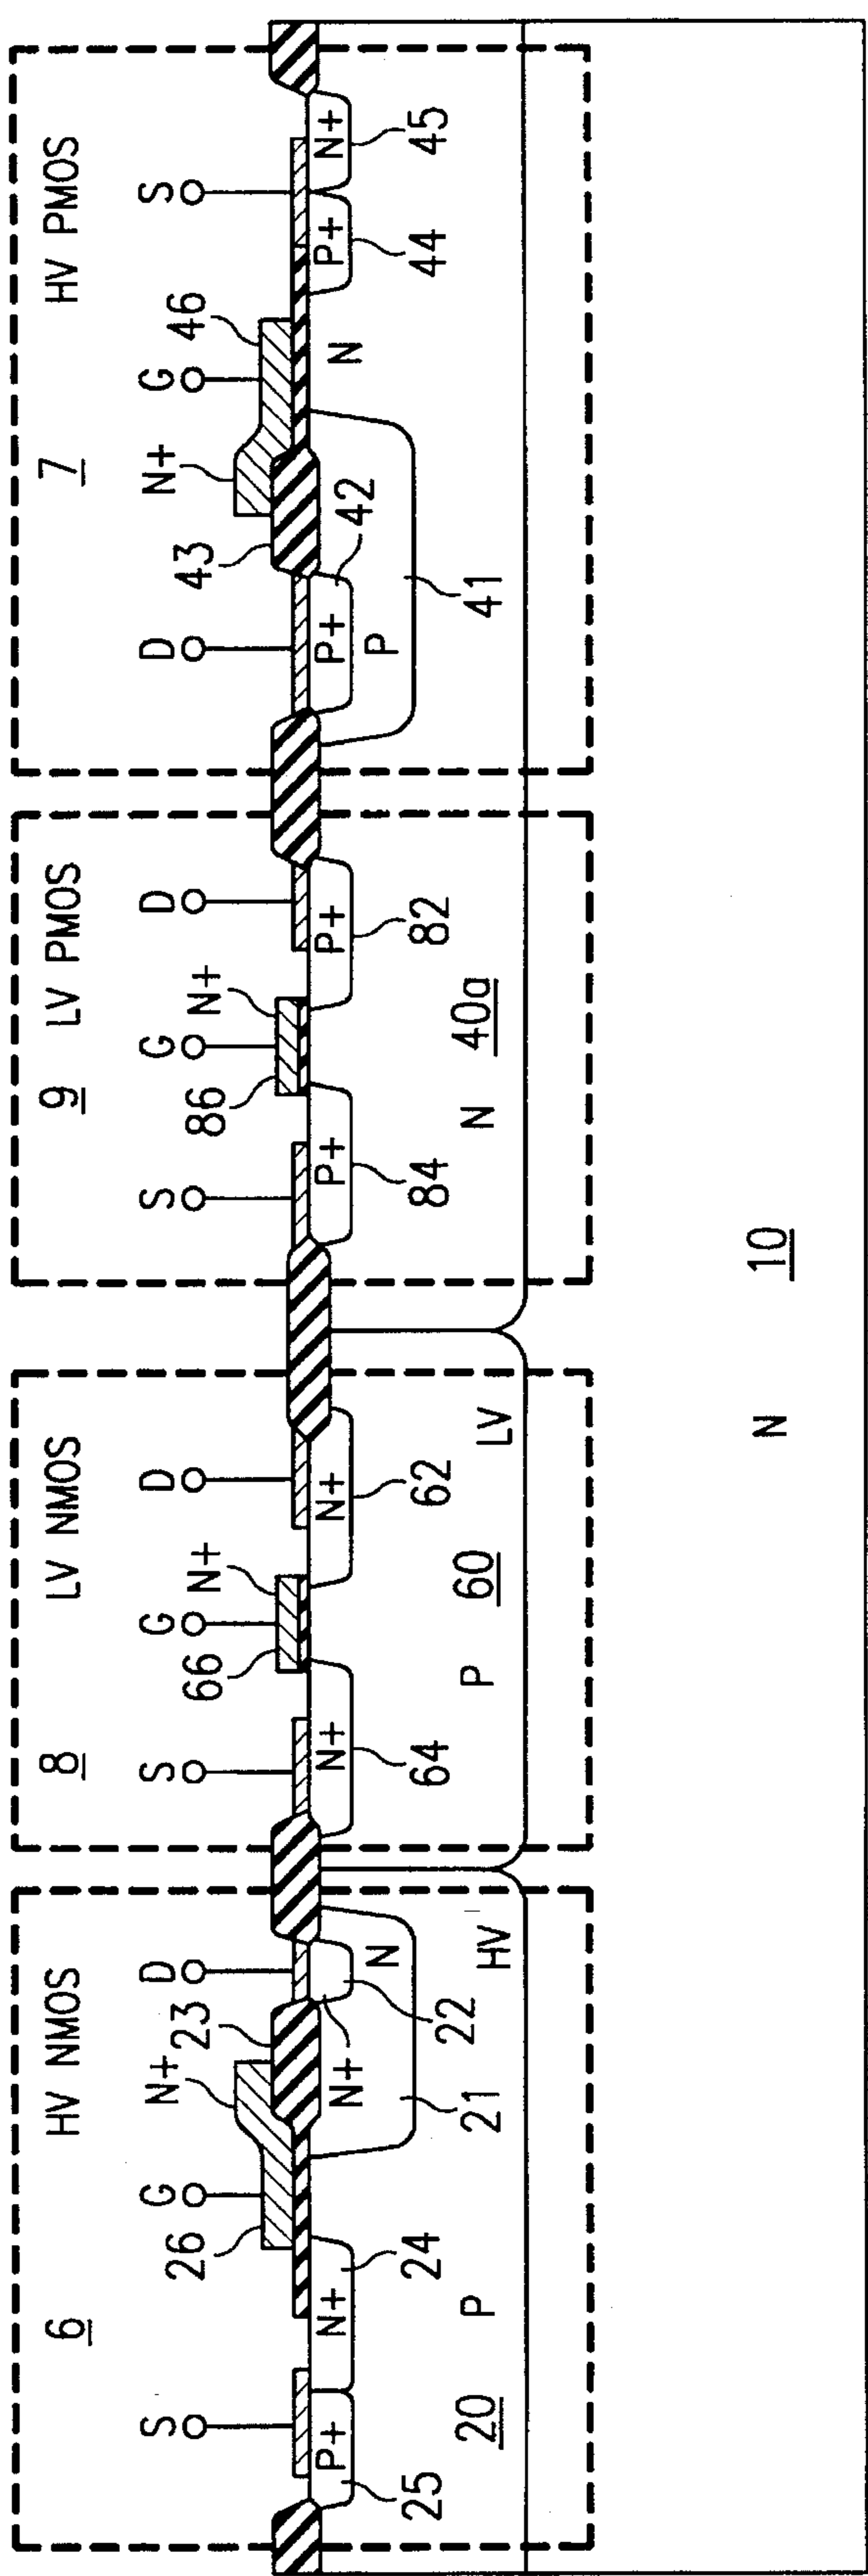 6 HV NMOS
8 LV NMOS
9 LV PMOS
7 HV PMOS
S
G
N+
D
S
G
N+
D
S
G
N+
D
D
N+
G
S
26
23
66
86
43
46
P+
N+
N+
N
N+
N+
P+
P+
P+
P
N
P+
N+
25
24
21
22
64
62
84
82
42
41
44
45
20
P
HV
P
60
LV
N
40a
N
10